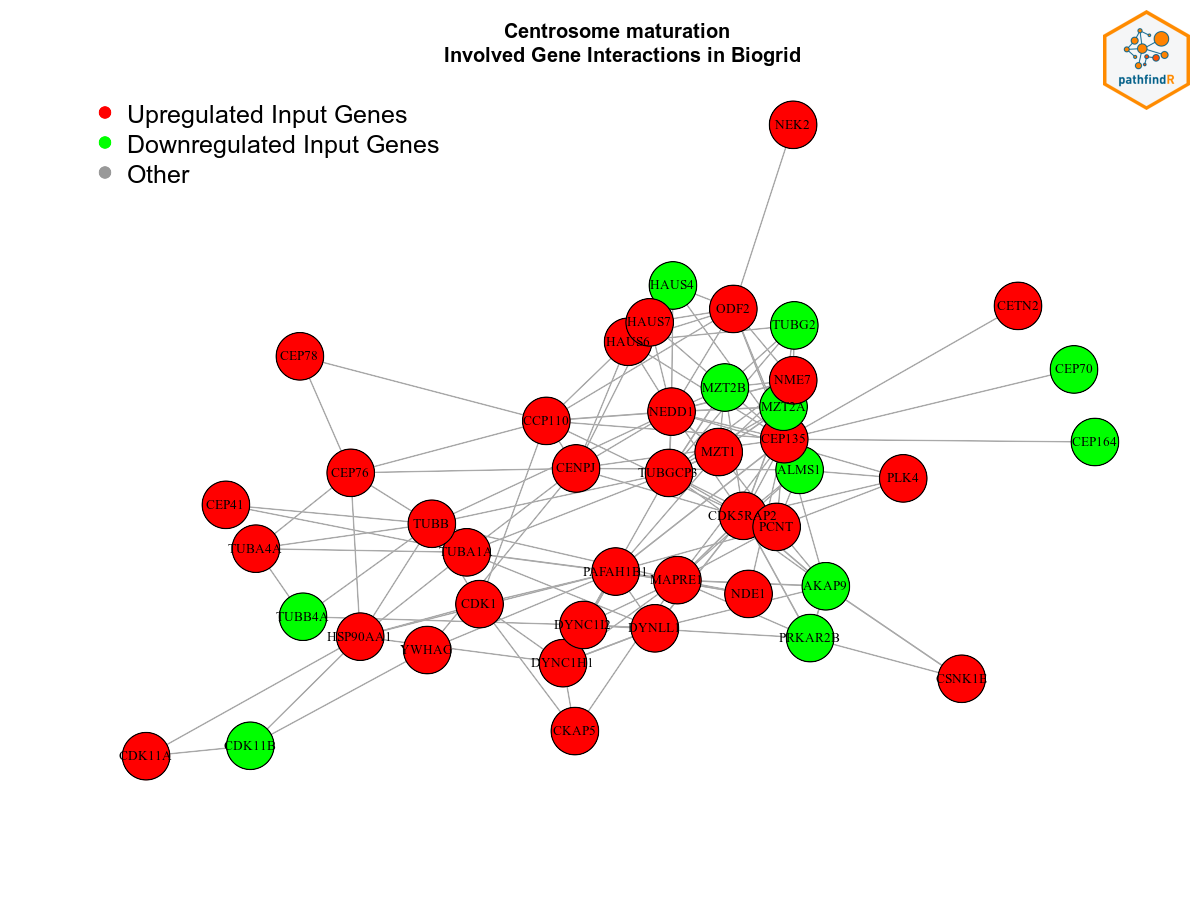 Centrosome maturation
Involved Gene Interactions in Biogrid
pathfindR
Upregulated Input Genes
Downregulated Input Genes
Other
NEK2
HAUS4
CETN2
ODF2
HAUS7
TUBG2
HAUS6
CEP78
CEP70
NME7
MZT2B
MZT2A
NEDD1
CCP110
CEP135
CEP164
MZT1
CENPJ
ALMS1
CEP76
TUBGCP3
PLK4
CEP41
CDK5RAP2
TUBB
PCNT
TUBA4A
TUBA1A
PAFAH1B1
MAPRE1
AKAP9
NDE1
CDK1
TUBB4A
DYNC1I2
DYNLL1
HSP90AA1
PRKAR2B
YWHAG
DYNC1H1
CSNK1E
CKAP5
CDK11B
CDK11A